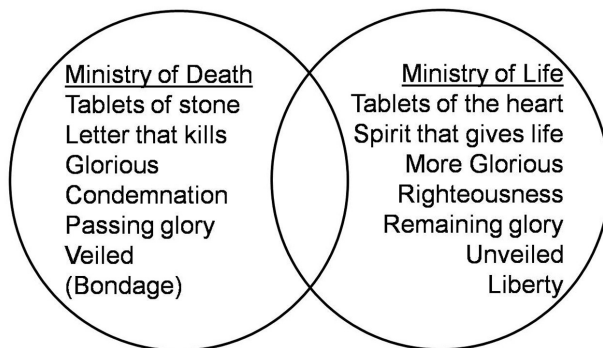 Ministry of Death
Tablets of stone
Letter that kills
Glorious
Condemnation
Passing glory
Veiled
(Bondage)
Ministry of Life
Tablets of the heart
Spirit that gives life
More Glorious
Righteousness
Remaining glory
Unveiled
Liberty